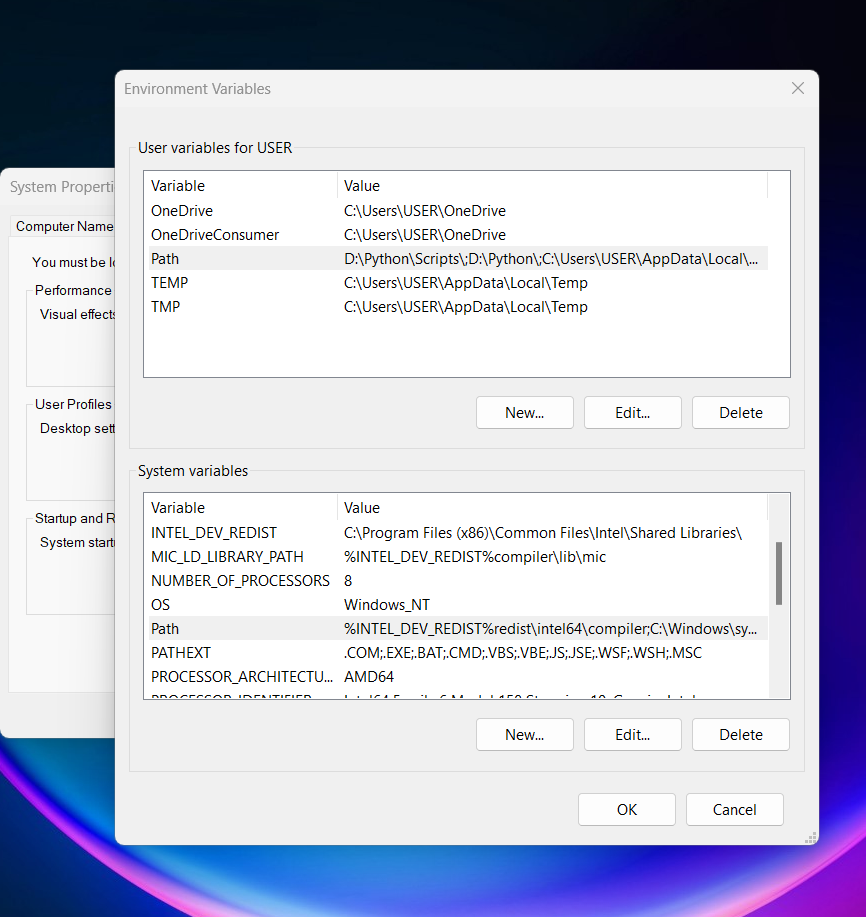 Environment Variables
User variables for USER
Variable Value
OneDrive C:\Users\USER\OneDrive
OneDriveConsumer C:\Users\USER\OneDrive
Path D:\Python\Scripts\;D:\Python\;C:\Users\USER\AppData\Local\...
TEMP C:\Users\USER\AppData\Local\Temp
TMP C:\Users\USER\AppData\Local\Temp
New... Edit... Delete
System variables
Variable Value
INTEL_DEV_REDIST C:\Program Files (x86)\Common Files\Intel\Shared Libraries\
MIC_LD_LIBRARY_PATH %INTEL_DEV_REDIST%compiler\lib\mic
NUMBER_OF_PROCESSORS 8
OS Windows_NT
Path %INTEL_DEV_REDIST%redist\intel64\compiler;C:\Windows\sy...
PATHEXT .COM;.EXE;.BAT;.CMD;.VBS;.VBE;.JS;.JSE;.WSF;.WSH;.MSC
PROCESSOR_ARCHITECTU... AMD64
PROCESSOR_IDENTIFIER
New... Edit... Delete
OK Cancel
System Properti
Computer Name
You must be l
Performance
Visual effects
User Profiles
Desktop sett
Startup and R
System start